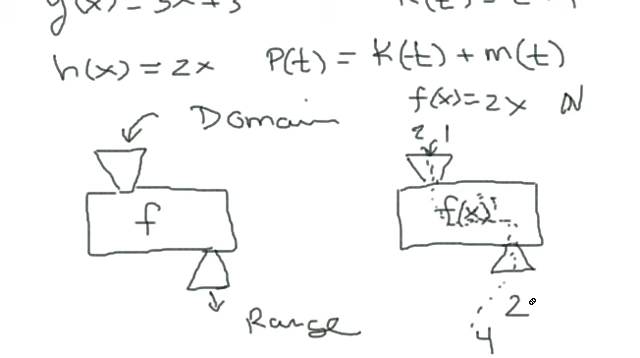 h(x) = 2x
P(t) = K(t) + m(t)
f(x) = 2x
Domain
2 1
f
f(x)
Range
2
4